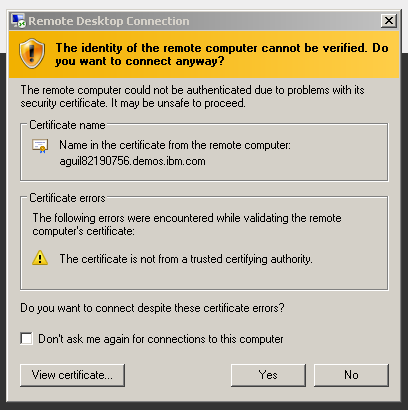 Remote Desktop Connection
The identity of the remote computer cannot be verified. Do
you want to connect anyway?
The remote computer could not be authenticated due to problems with its
security certificate. It may be unsafe to proceed.
Certificate name
Name in the certificate from the remote computer:
aguil82190756.demos.ibm.com
Certificate errors
The following errors were encountered while validating the remote
computer's certificate:
The certificate is not from a trusted certifying authority.
Do you want to connect despite these certificate errors?
Don't ask me again for connections to this computer
View certificate... Yes No